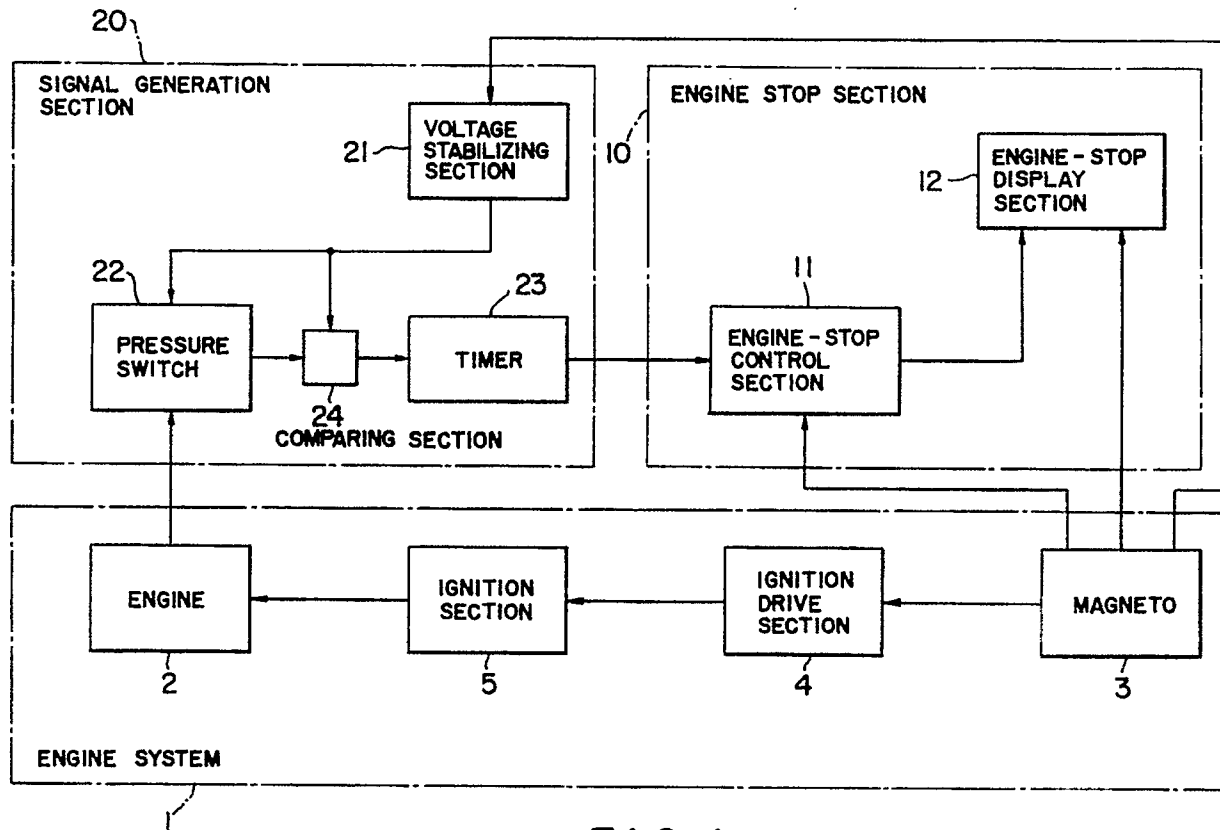 20
SIGNAL GENERATION
SECTION
21
VOLTAGE
STABILIZING
SECTION
22
PRESSURE
SWITCH
24
COMPARING SECTION
23
TIMER
ENGINE STOP SECTION
10
12
ENGINE-STOP
DISPLAY
SECTION
11
ENGINE-STOP
CONTROL
SECTION
ENGINE
2
IGNITION
SECTION
5
IGNITION
DRIVE
SECTION
4
MAGNETO
3
ENGINE SYSTEM
1